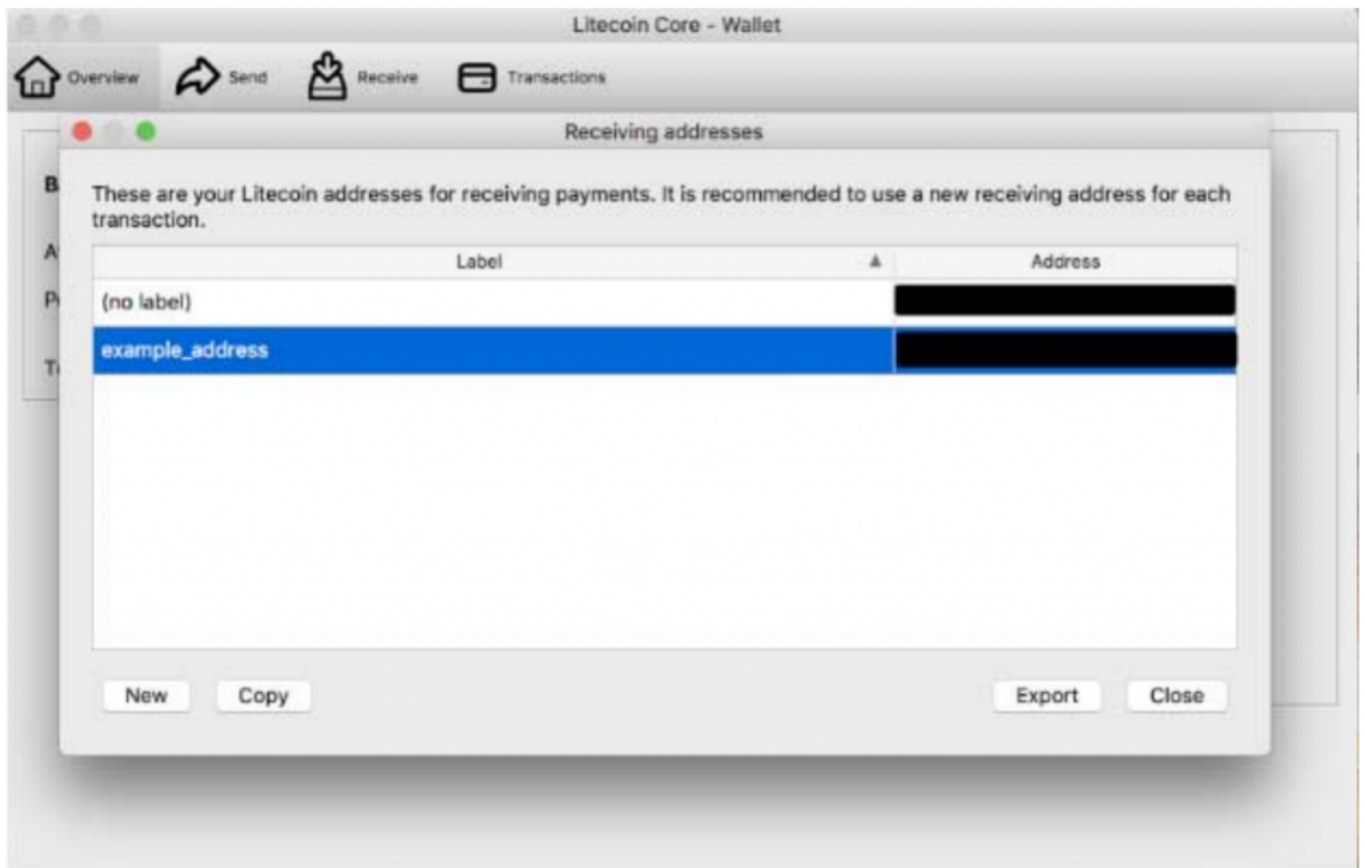 Litecoin Core - Wallet
Overview Send Receive Transactions
Receiving addresses
B
These are your Litecoin addresses for receiving payments. It is recommended to use a new receiving address for each
transaction.
A
Label Address
P
(no label)
example_address
T
New Copy Export Close